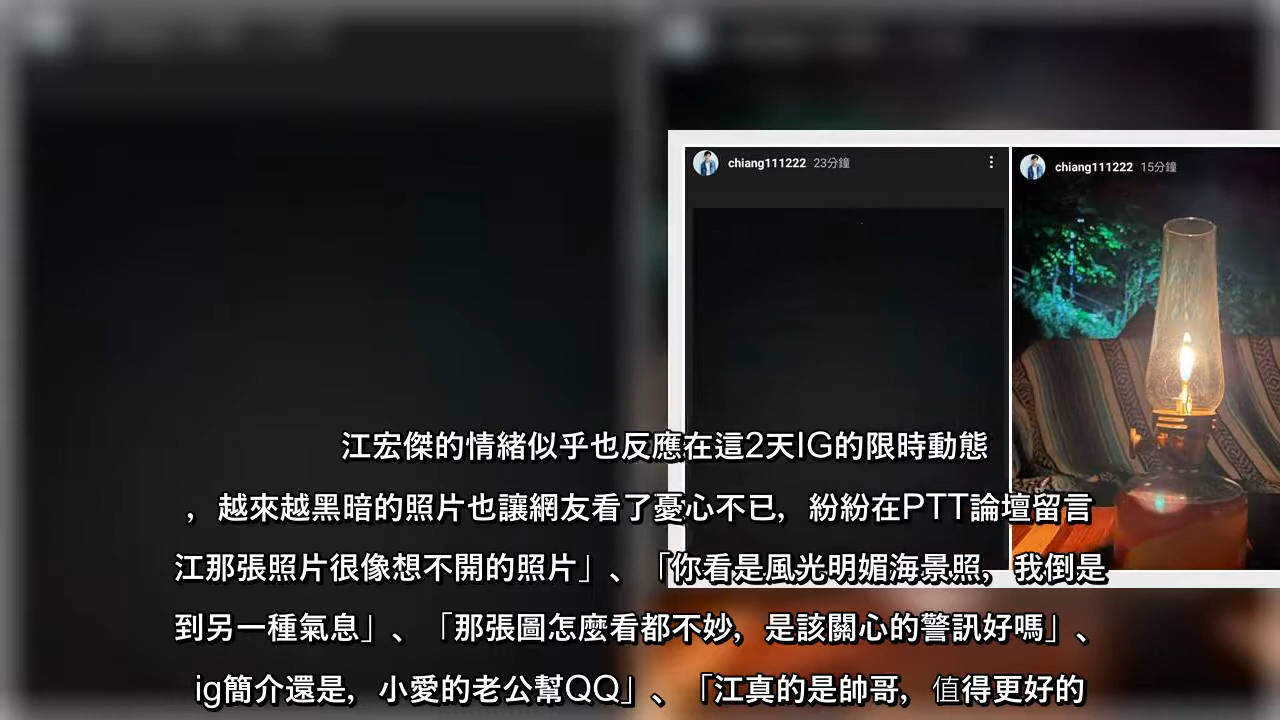 chiang111222 23分鐘
chiang111222 15分鐘
江宏傑的情緒似乎也反應在這2天IG的限時動態
，越來越黑暗的照片也讓網友看了憂心不已，紛紛在PTT論壇留言
江那張照片很像想不開的照片」、「你看是風光明媚海景照，我倒是
到另一種氣息」、「那張圖怎麼看都不妙，是該關心的警訊好嗎」、
ig簡介還是，小愛的老公幫QQ」、「江真的是帥哥，值得更好的